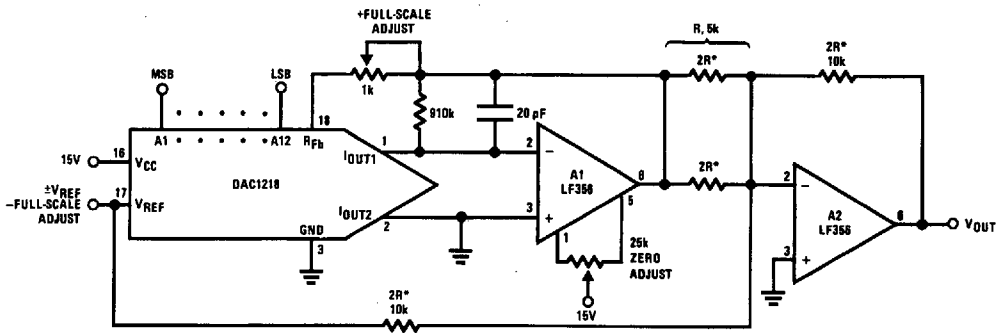 +FULL-SCALE
ADJUST
R, 5k
2R*
2R*
10k
MSB
LSB
1k
910k
20 pF
A1
A12
18
RFb
15V
16
VCC
1
IOUT1
2
6
±VREF
17
–FULL-SCALE
ADJUST
VREF
DAC1218
IOUT2
2
GND
3
3
–
+
A1
LF356
5
1
25k
ZERO
ADJUST
15V
2R*
2
–
+
3
A2
LF356
6
VOUT
2R*
10k